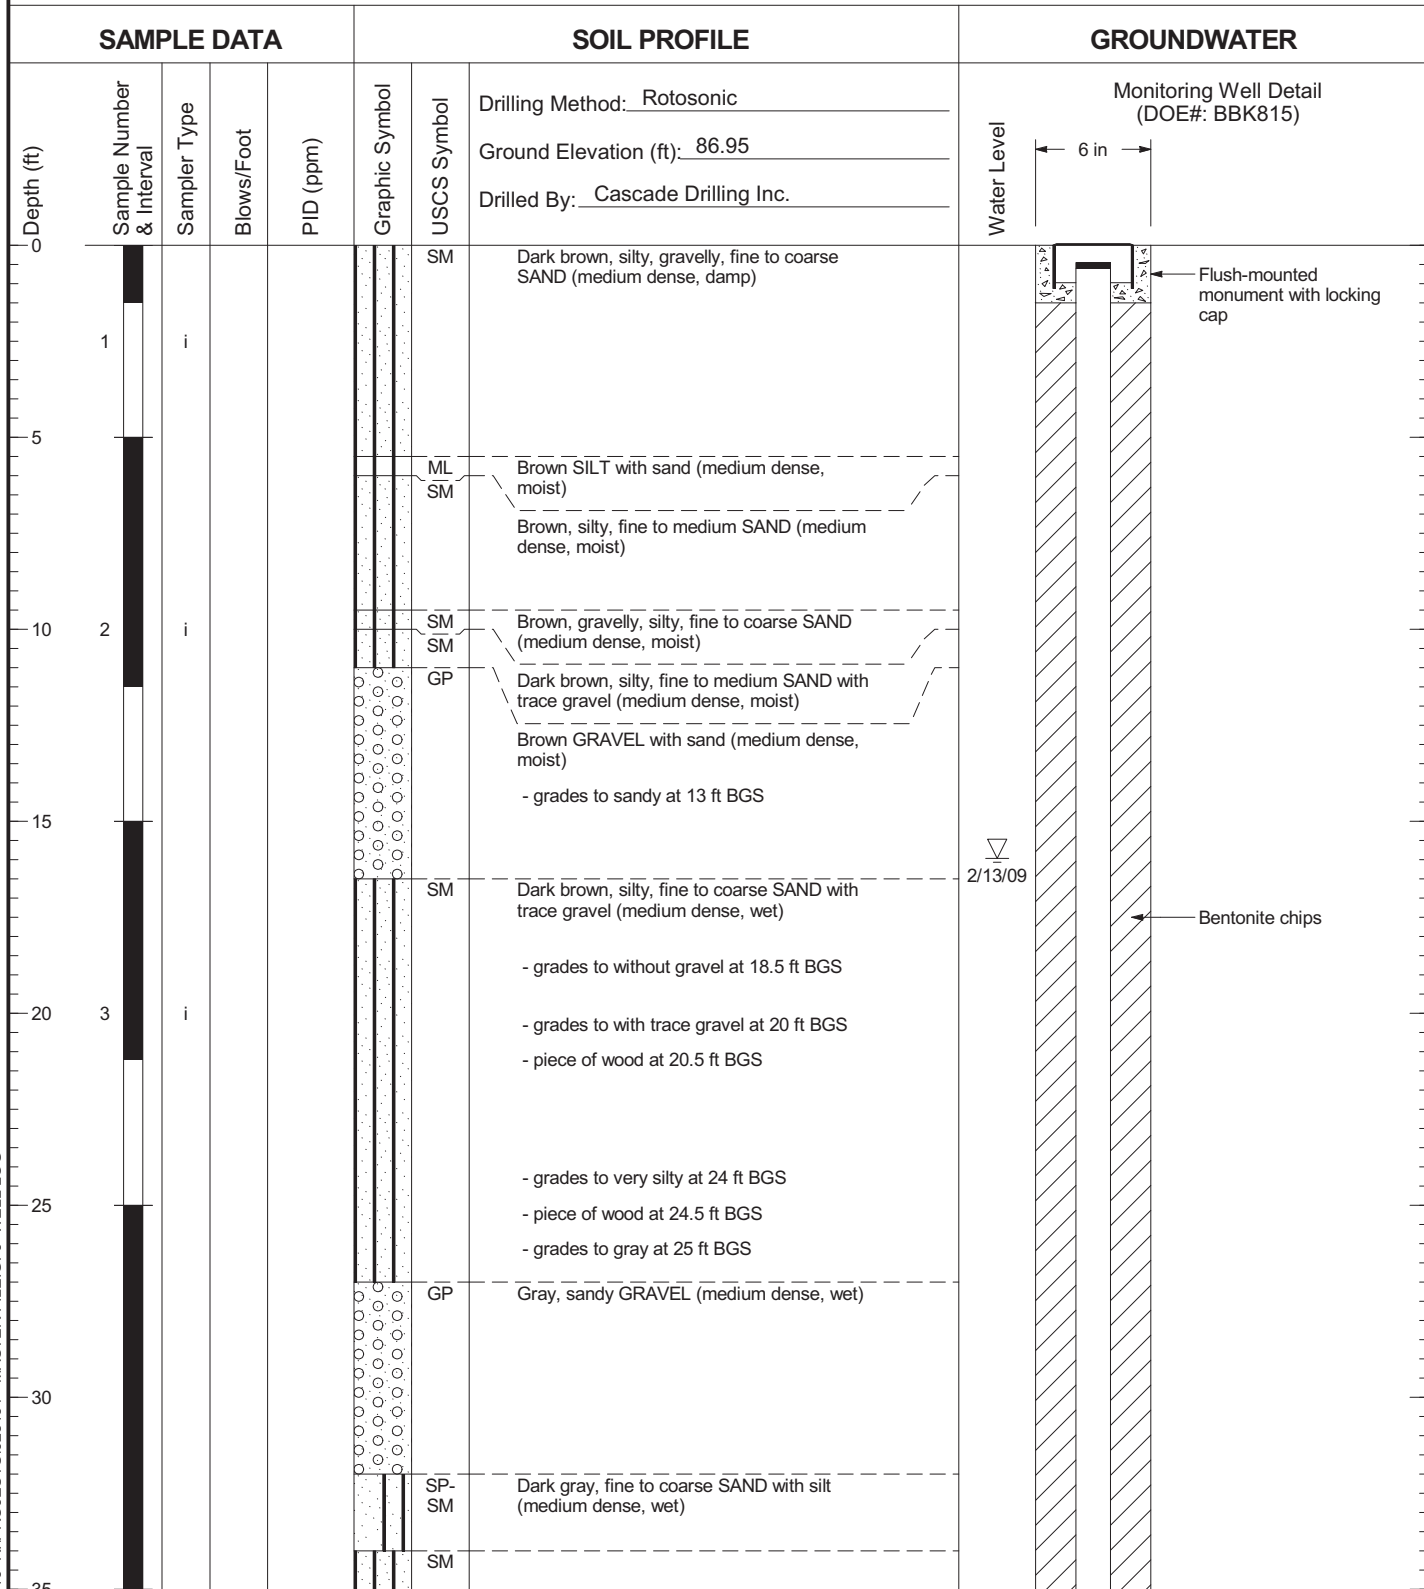 SAMPLE DATA
SOIL PROFILE
GROUNDWATER
Depth (ft)
Sample Number
& Interval
Sampler Type
Blows/Foot
PID (ppm)
Graphic Symbol
USCS Symbol
Drilling Method: Rotosonic
Ground Elevation (ft): 86.95
Drilled By: Cascade Drilling Inc.
Water Level
Monitoring Well Detail
(DOE#: BBK815)
6 in
0
SM
Dark brown, silty, gravelly, fine to coarse
SAND (medium dense, damp)
Flush-mounted
monument with locking
cap
1
i
5
ML
Brown SILT with sand (medium dense,
moist)
SM
Brown, silty, fine to medium SAND (medium
dense, moist)
10
2
i
SM
Brown, gravelly, silty, fine to coarse SAND
(medium dense, moist)
SM
Dark brown, silty, fine to medium SAND with
trace gravel (medium dense, moist)
GP
Brown GRAVEL with sand (medium dense,
moist)
- grades to sandy at 13 ft BGS
15
2/13/09
SM
Dark brown, silty, fine to coarse SAND with
trace gravel (medium dense, wet)
Bentonite chips
- grades to without gravel at 18.5 ft BGS
20
3
i
- grades to with trace gravel at 20 ft BGS
- piece of wood at 20.5 ft BGS
- grades to very silty at 24 ft BGS
25
- piece of wood at 24.5 ft BGS
- grades to gray at 25 ft BGS
GP
Gray, sandy GRAVEL (medium dense, wet)
30
SP-
SM
Dark gray, fine to coarse SAND with silt
(medium dense, wet)
SM
35